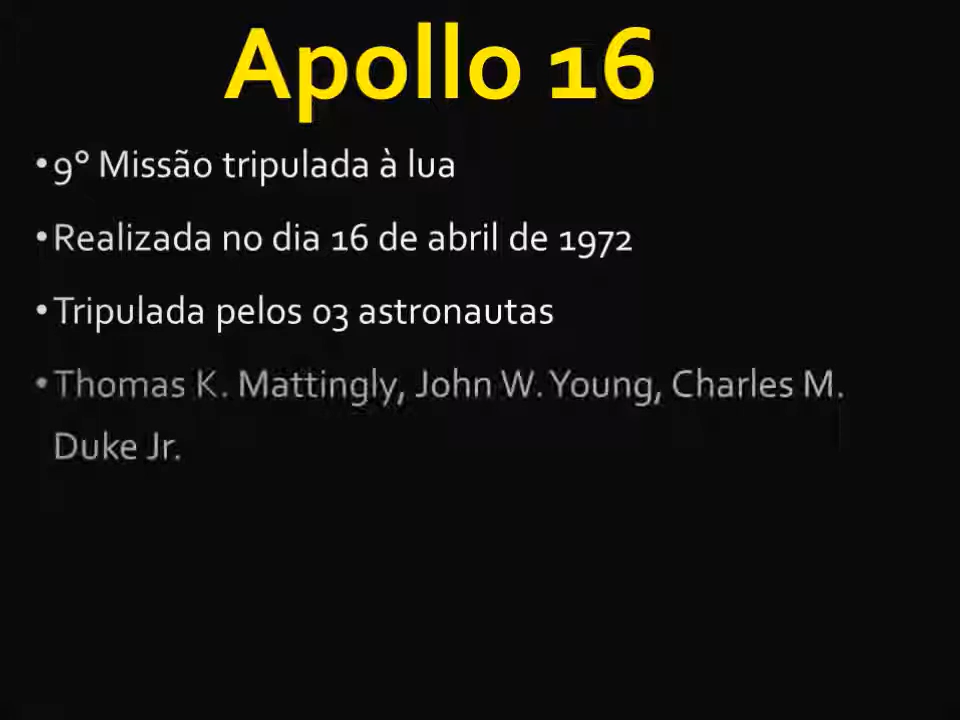 Apollo 16
• 9° Missão tripulada à lua
• Realizada no dia 16 de abril de 1972
• Tripulada pelos 03 astronautas
• Thomas K. Mattingly, John W. Young, Charles M.
Duke Jr.